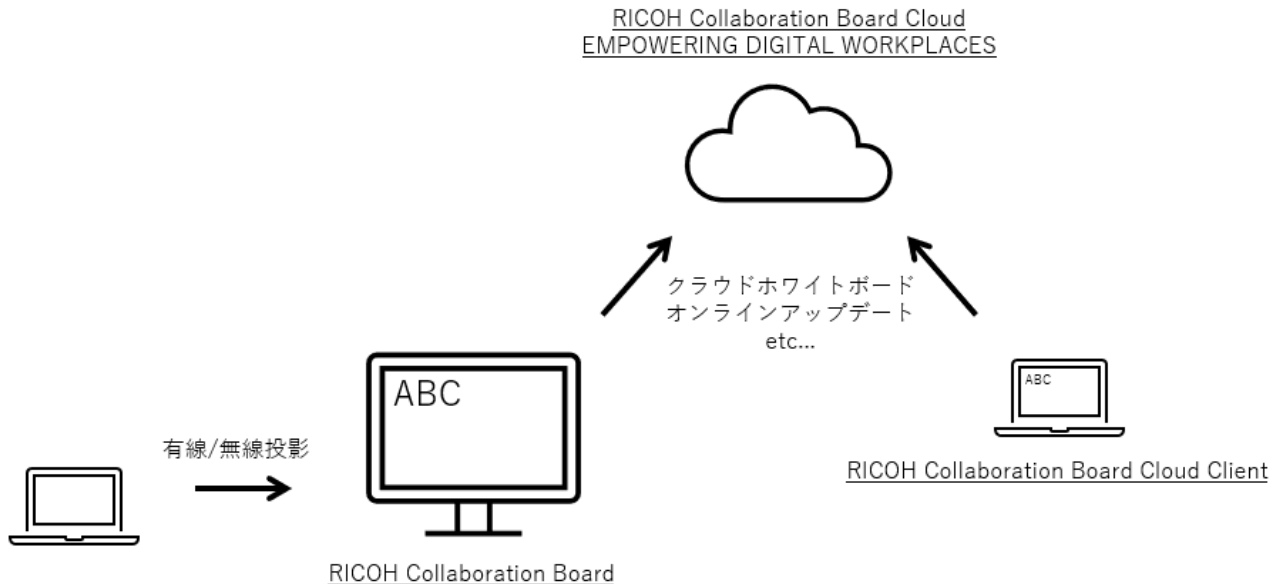 RICOH Collaboration Board Cloud
EMPOWERING DIGITAL WORKPLACES
クラウドホワイトボード
オンラインアップデート
etc...
ABC
ABC
有線/無線投影
RICOH Collaboration Board Cloud Client
RICOH Collaboration Board